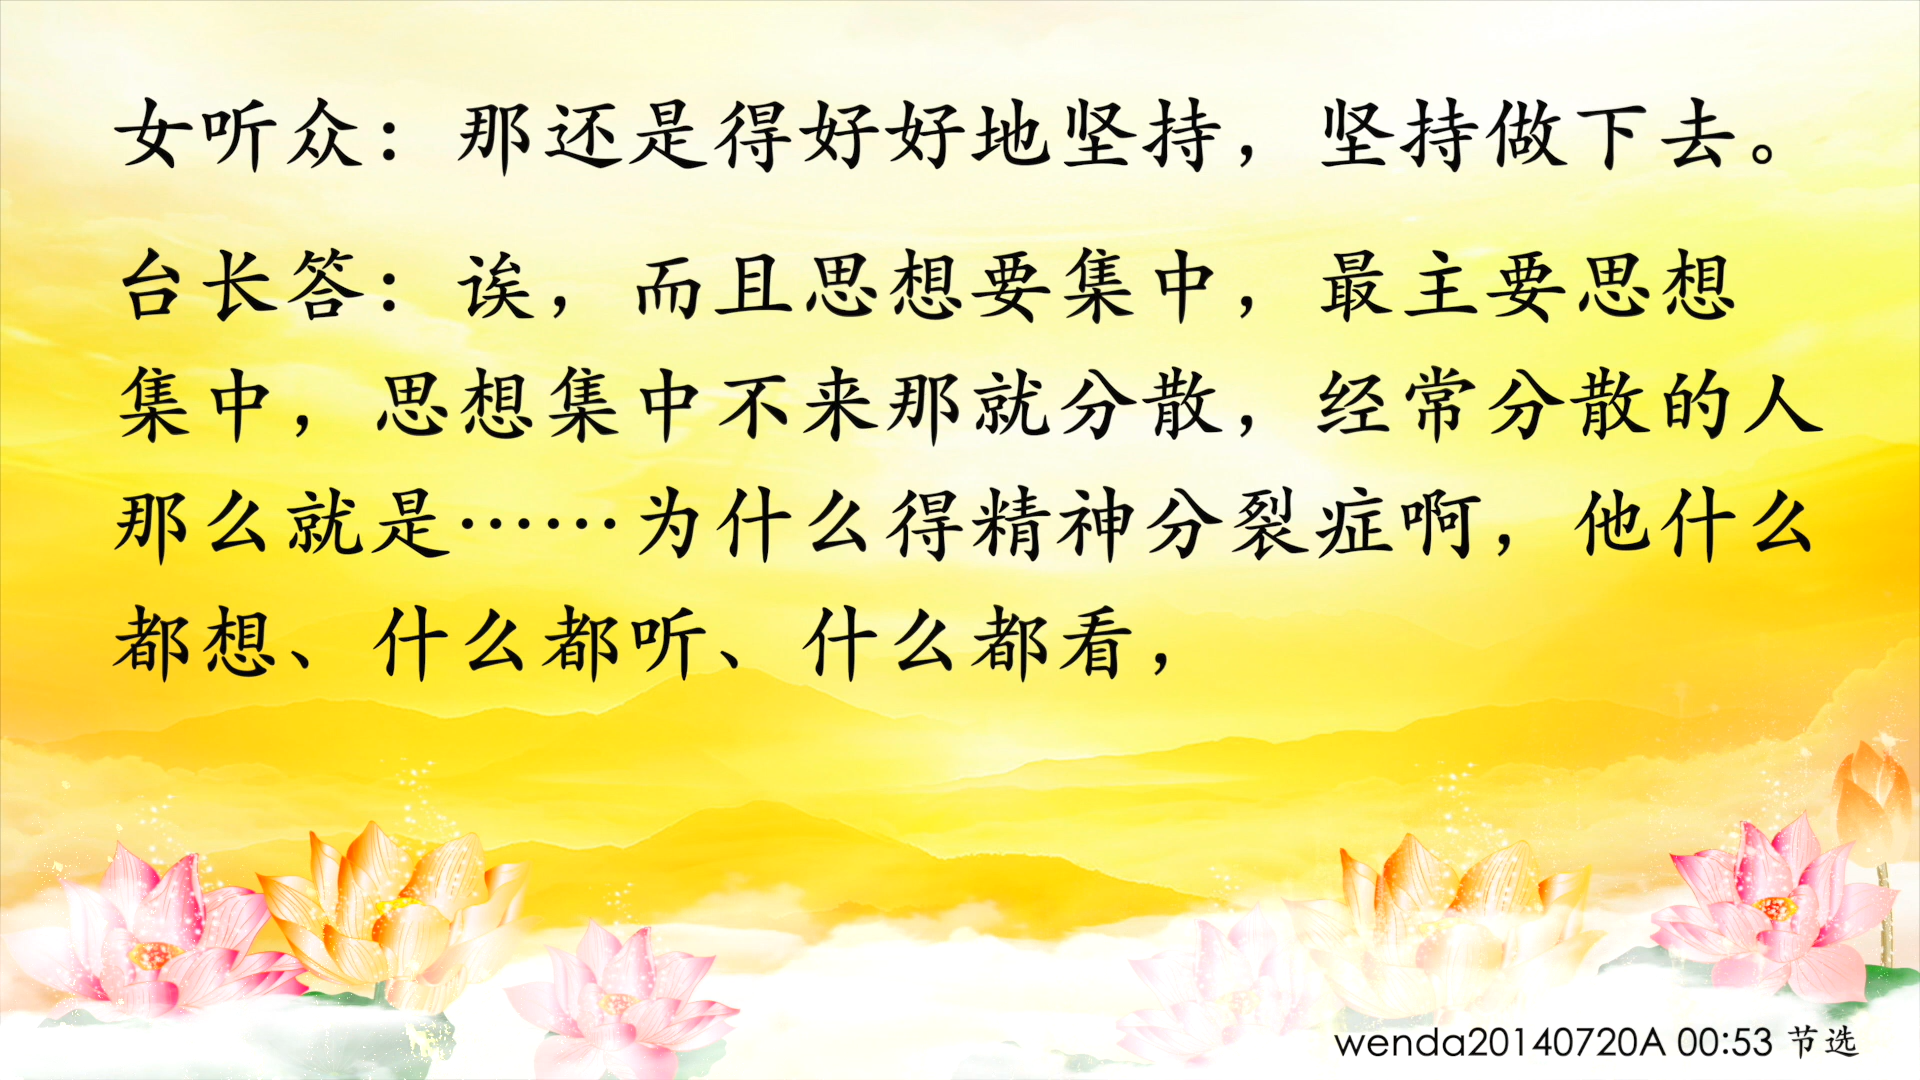 女听众：那还是得好好地坚持，坚持做下去。
台长答：诶，而且思想要集中，最主要思想
集中，思想集中不来那就分散，经常分散的人
那么就是……为什么得精神分裂症啊，他什么
都想、什么都听、什么都看，
wenda20140720A 00:53 节选